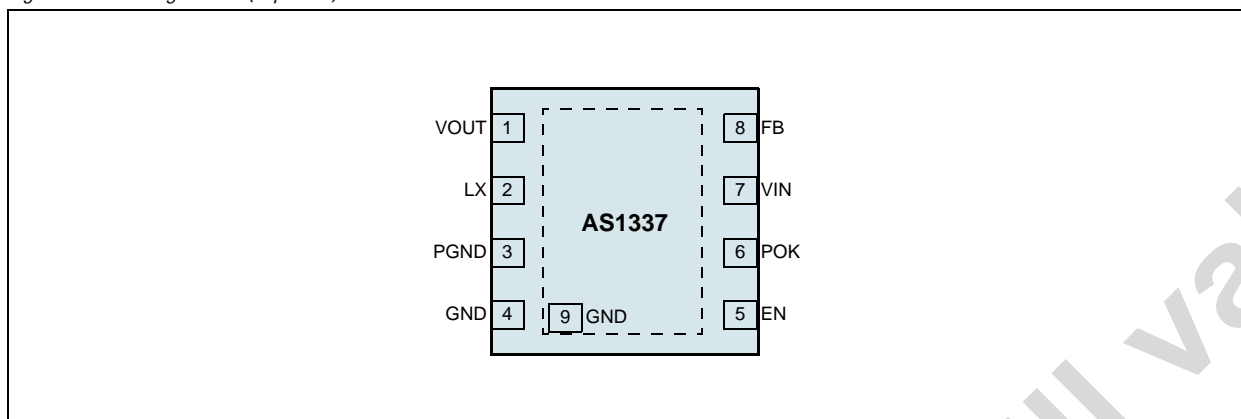 VOUT 1
8 FB
LX 2
7 VIN
AS1337
PGND 3
6 POK
GND 4
9 GND
5 EN